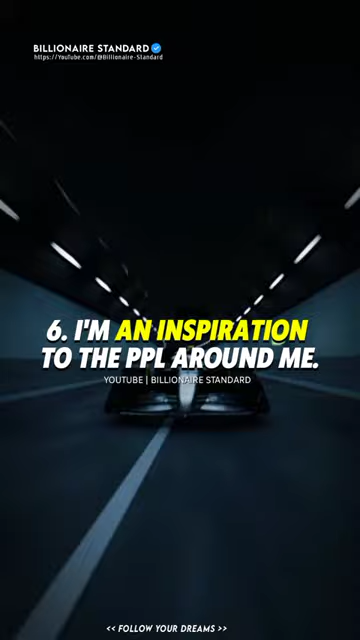 BILLIONAIRE STANDARD
https://YouTube.com/@Billionaire-Standard
6. I'M AN INSPIRATION
TO THE PPL AROUND ME.
YOUTUBE | BILLIONAIRE STANDARD
<< FOLLOW YOUR DREAMS >>